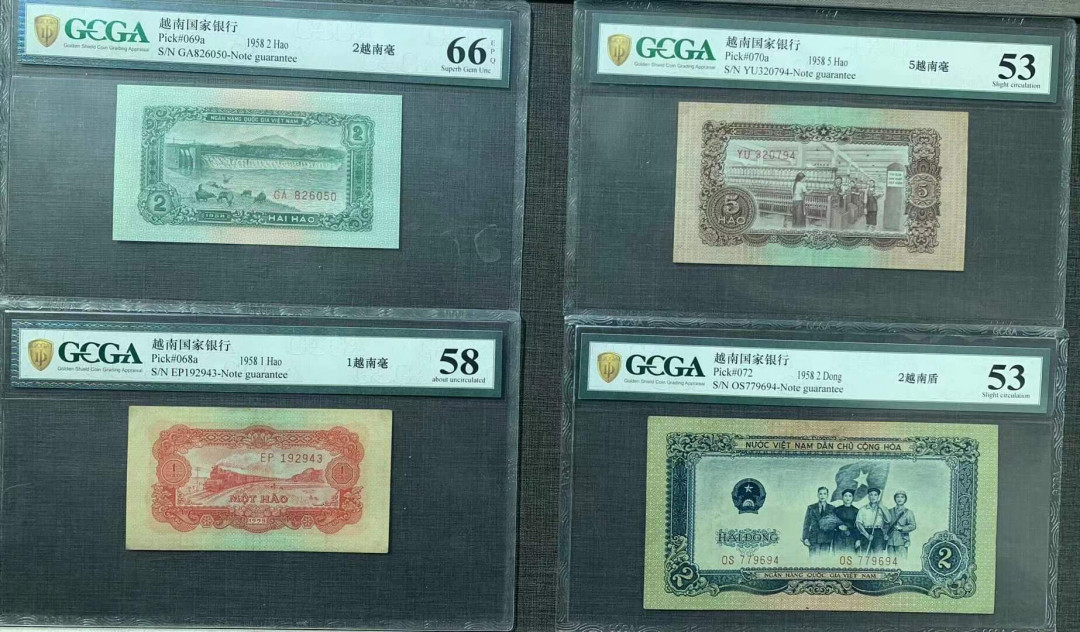 GCGA
Golden Shield Coin Grading Appraisal
越南国家银行
Pick#069a 1958 2 Hao 2越南毫
S/N GA826050-Note guarantee
66 EPQ
Superb Gem Unc
NGÂN HÀNG QUỐC GIA VIỆT NAM
2
GA 826050
2
HAI HÀO
GCGA
Golden Shield Coin Grading Appraisal
越南国家银行
Pick#070a 1958 5 Hao 5越南毫
S/N YU320794-Note guarantee
53
Slight circulation
YU 320794
5
5
HÀO
GCGA
Golden Shield Coin Grading Appraisal
越南国家银行
Pick#068a 1958 1 Hao 1越南毫
S/N EP192943-Note guarantee
58
about uncirculated
EP 192943
1
1
MỘT HÀO
1958
GCGA
Golden Shield Coin Grading Appraisal
越南国家银行
Pick#072 1958 2 Dong 2越南盾
S/N OS779694-Note guarantee
53
Slight circulation
NƯỚC VIỆT NAM DÂN CHỦ CỘNG HÒA
HAI ĐỒNG
OS 779694 OS 779694
2
2
NGÂN HÀNG QUỐC GIA VIỆT NAM